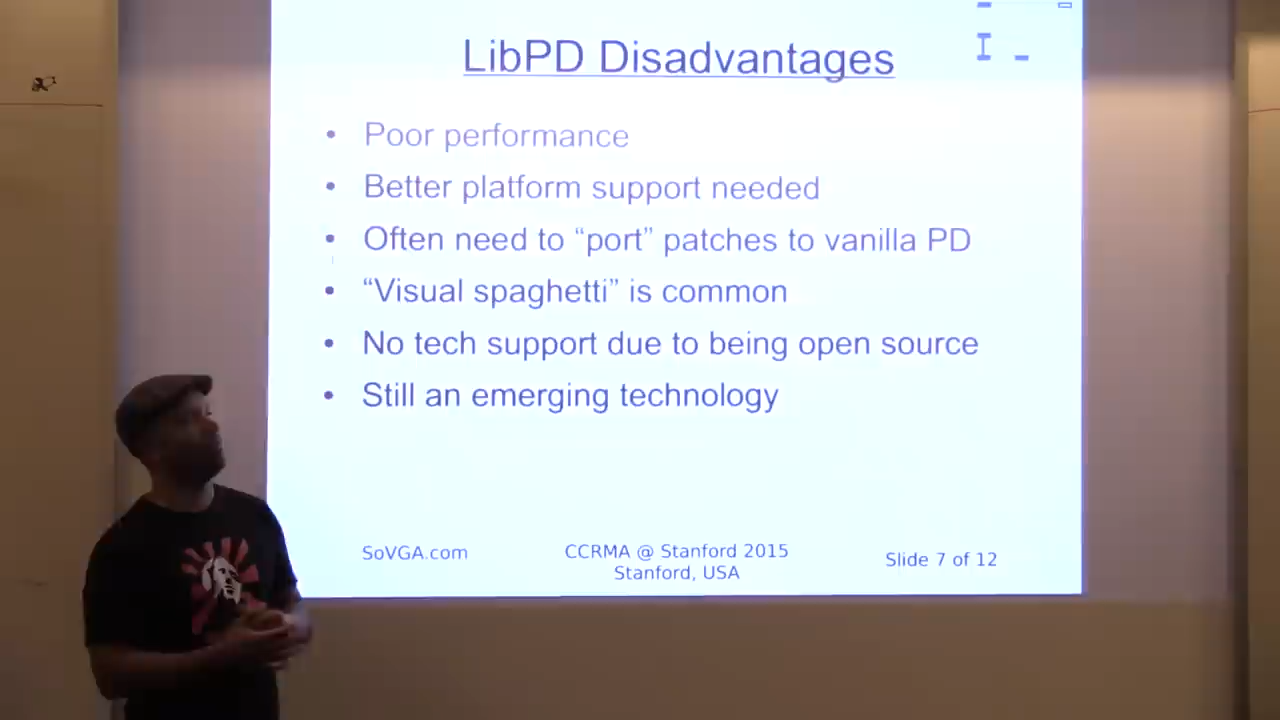 LibPD Disadvantages
• Poor performance
• Better platform support needed
• Often need to “port” patches to vanilla PD
• “Visual spaghetti” is common
• No tech support due to being open source
• Still an emerging technology
SoVGA.com
CCRMA @ Stanford 2015
Stanford, USA
Slide 7 of 12